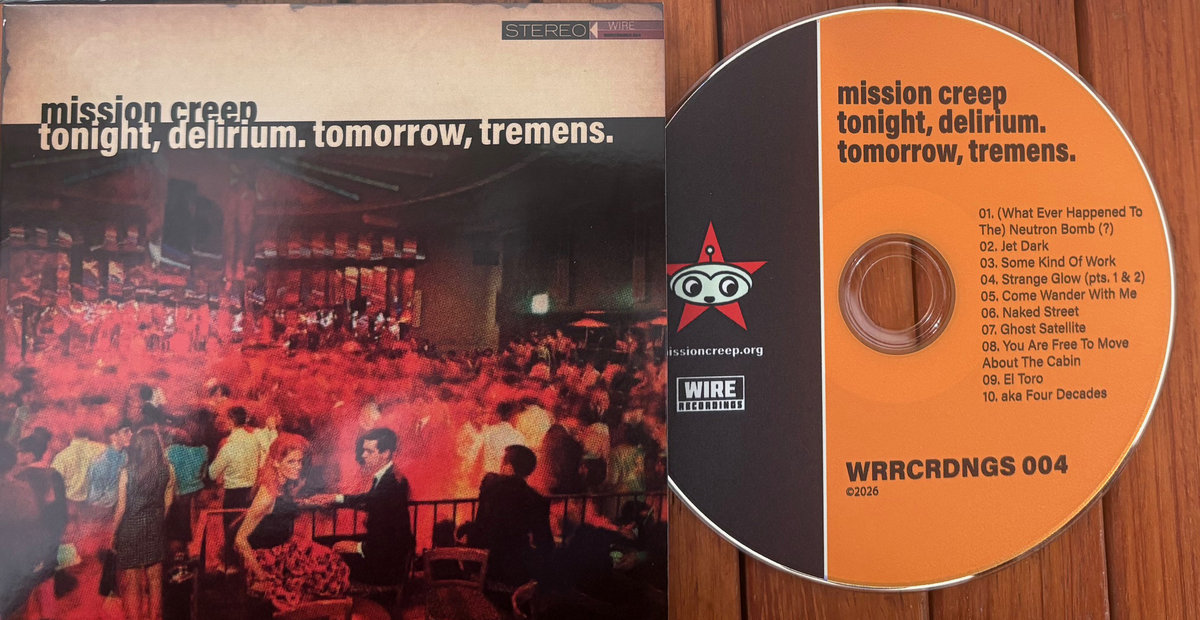 STEREO WIRE
mission creep
tonight, delirium. tomorrow, tremens.
mission creep
tonight, delirium.
tomorrow, tremens.
01. (What Ever Happened To
The) Neutron Bomb (?)
02. Jet Dark
03. Some Kind Of Work
04. Strange Glow (pts. 1 & 2)
05. Come Wander With Me
06. Naked Street
07. Ghost Satellite
08. You Are Free To Move
About The Cabin
09. El Toro
10. aka Four Decades
issioncreep.org
WIRE
RECORDINGS
WRRCRDNGS 004
©2026